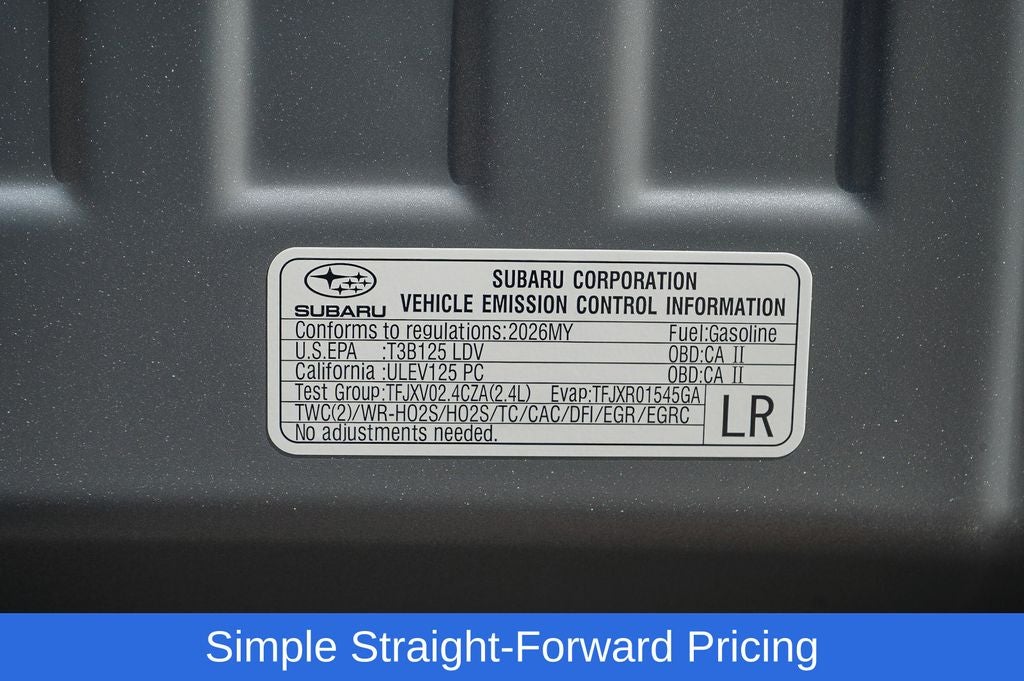 SUBARU CORPORATION
SUBARU VEHICLE EMISSION CONTROL INFORMATION
Conforms to regulations:2026MY Fuel:Gasoline
U.S.EPA :T3B125 LDV OBD:CA II
California :ULEV125 PC OBD:CA II
Test Group:TFJXV02.4CZA(2.4L) Evap:TFJXR01545GA
TWC(2)/WR-HO2S/HO2S/TC/CAC/DFI/EGR/EGRC LR
No adjustments needed.
Simple Straight-Forward Pricing